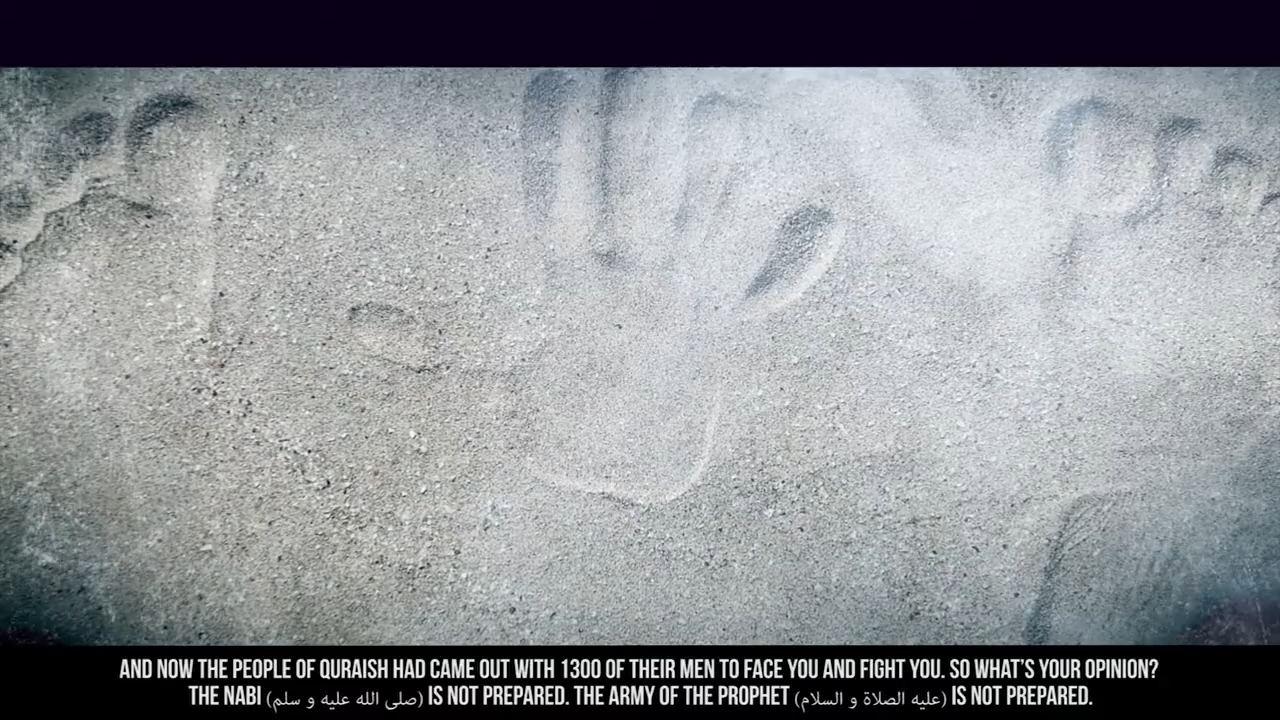 AND NOW THE PEOPLE OF QURAISH HAD CAME OUT WITH 1300 OF THEIR MEN TO FACE YOU AND FIGHT YOU. SO WHAT'S YOUR OPINION?
THE NABI (صلى الله عليه و سلم) IS NOT PREPARED. THE ARMY OF THE PROPHET (عليه الصلاة و السلام) IS NOT PREPARED.